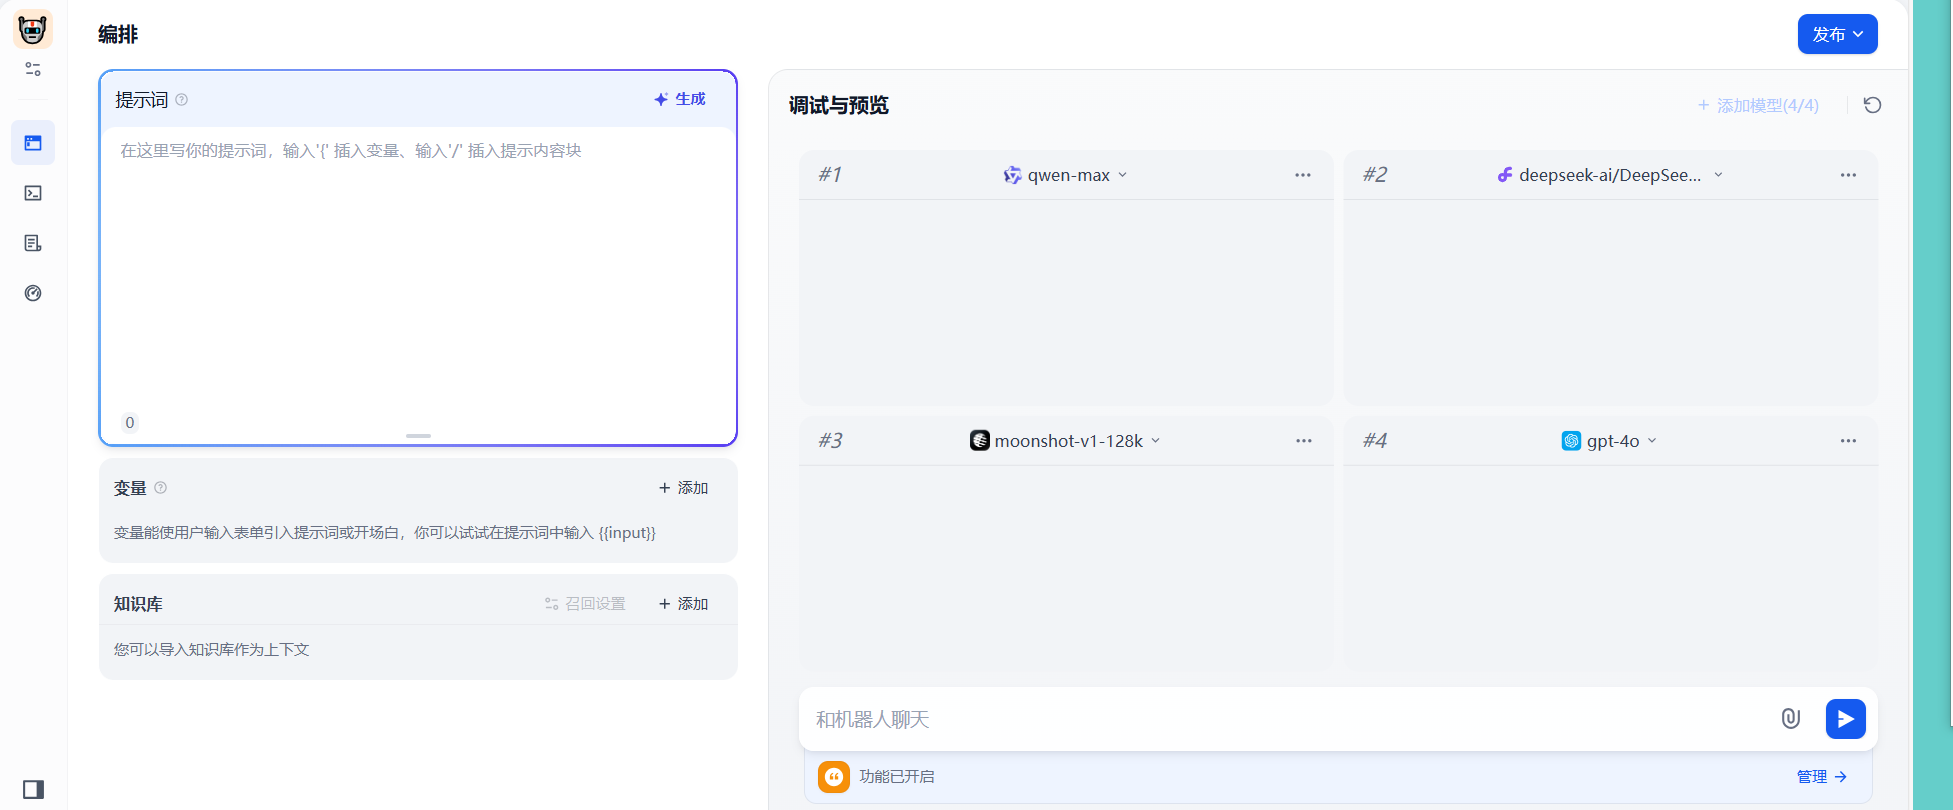 编排
发布
提示词
生成
在这里写你的提示词，输入'{' 插入变量、输入'/' 插入提示内容块
0
变量
+ 添加
变量能使用户输入表单引入提示词或开场白，你可以试试在提示词中输入 {{input}}
知识库
召回设置
+ 添加
您可以导入知识库作为上下文
调试与预览
+ 添加模型(4/4)
#1
qwen-max
#2
deepseek-ai/DeepSee...
#3
moonshot-v1-128k
#4
gpt-4o
和机器人聊天
功能已开启
管理 →